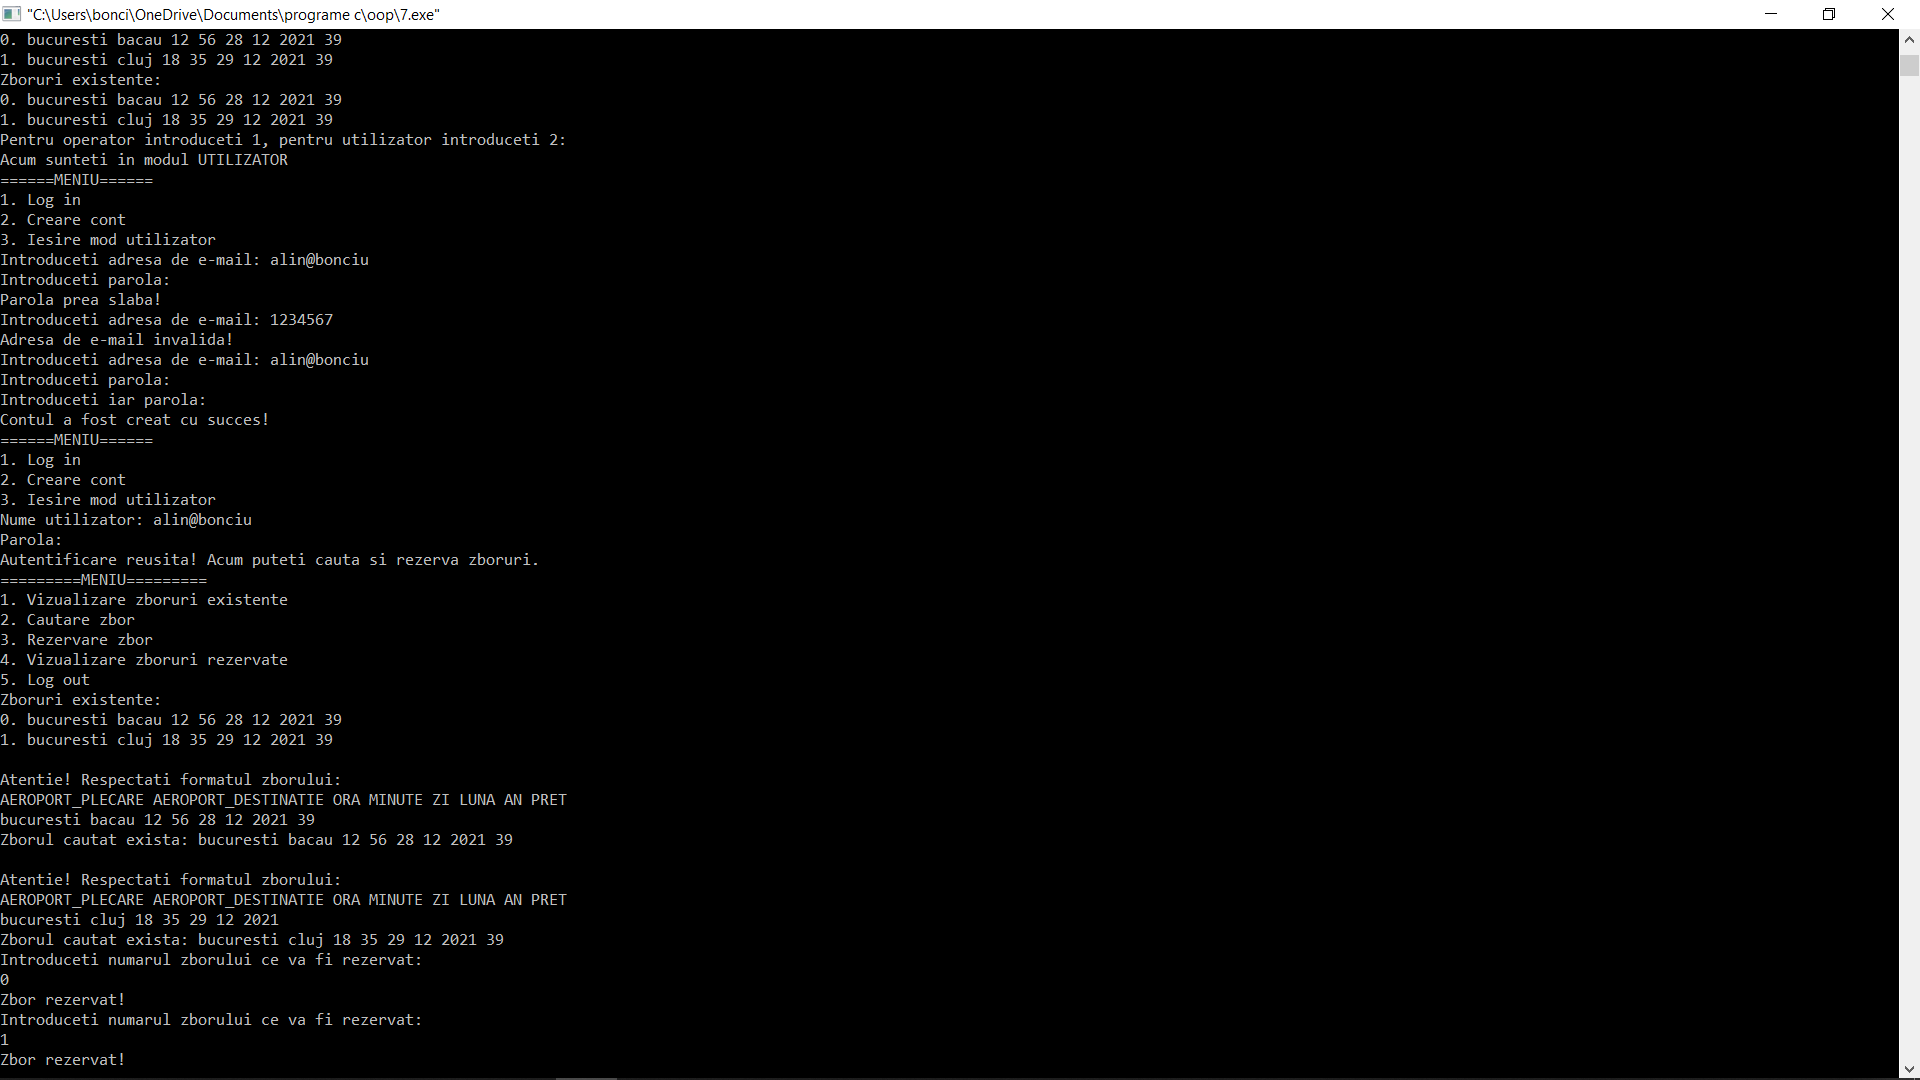 "C:\Users\bonci\OneDrive\Documents\programe c\oop\7.exe"
0. bucuresti bacau 12 56 28 12 2021 39
1. bucuresti cluj 18 35 29 12 2021 39
Zboruri existente:
0. bucuresti bacau 12 56 28 12 2021 39
1. bucuresti cluj 18 35 29 12 2021 39
Pentru operator introduceti 1, pentru utilizator introduceti 2:
Acum sunteti in modul UTILIZATOR
======MENIU======
1. Log in
2. Creare cont
3. Iesire mod utilizator
Introduceti adresa de e-mail: alin@bonciu
Introduceti parola:
Parola prea slaba!
Introduceti adresa de e-mail: 1234567
Adresa de e-mail invalida!
Introduceti adresa de e-mail: alin@bonciu
Introduceti parola:
Introduceti iar parola:
Contul a fost creat cu succes!
======MENIU======
1. Log in
2. Creare cont
3. Iesire mod utilizator
Nume utilizator: alin@bonciu
Parola:
Autentificare reusita! Acum puteti cauta si rezerva zboruri.
=========MENIU=========
1. Vizualizare zboruri existente
2. Cautare zbor
3. Rezervare zbor
4. Vizualizare zboruri rezervate
5. Log out
Zboruri existente:
0. bucuresti bacau 12 56 28 12 2021 39
1. bucuresti cluj 18 35 29 12 2021 39
Atentie! Respectati formatul zborului:
AEROPORT_PLECARE AEROPORT_DESTINATIE ORA MINUTE ZI LUNA AN PRET
bucuresti bacau 12 56 28 12 2021 39
Zborul cautat exista: bucuresti bacau 12 56 28 12 2021 39
Atentie! Respectati formatul zborului:
AEROPORT_PLECARE AEROPORT_DESTINATIE ORA MINUTE ZI LUNA AN PRET
bucuresti cluj 18 35 29 12 2021
Zborul cautat exista: bucuresti cluj 18 35 29 12 2021 39
Introduceti numarul zborului ce va fi rezervat:
0
Zbor rezervat!
Introduceti numarul zborului ce va fi rezervat:
1
Zbor rezervat!